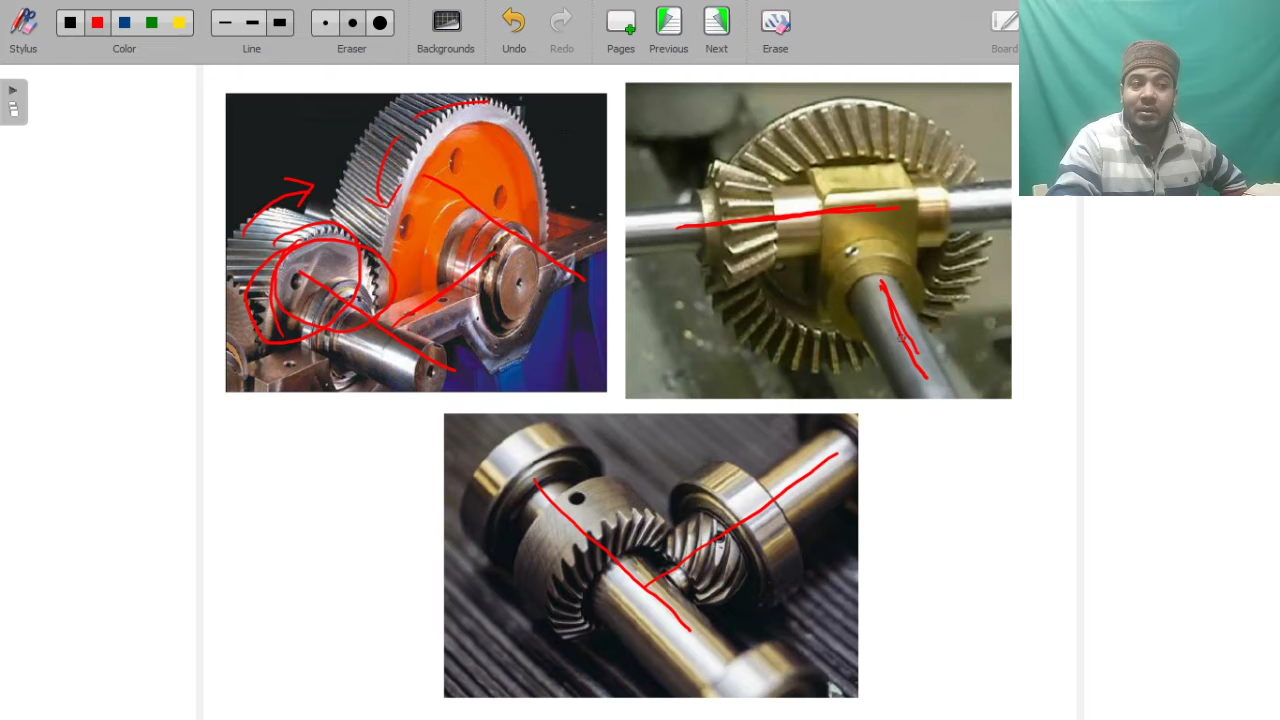 Stylus
Color
Line
Eraser
Backgrounds
Undo
Redo
Pages
Previous
Next
Erase
Board